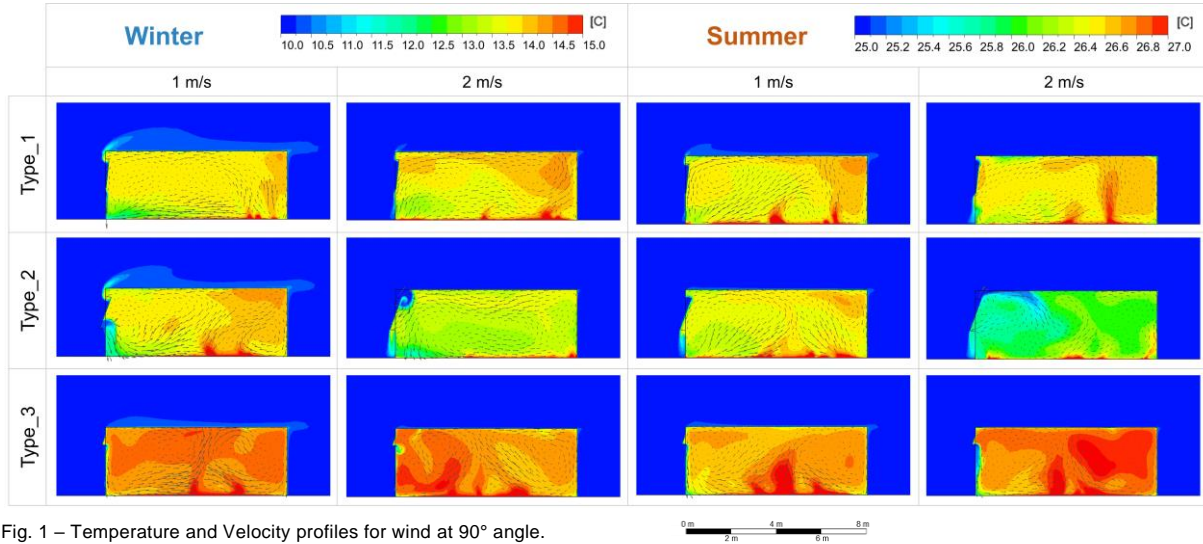 Winter
[C]
10.0 10.5 11.0 11.5 12.0 12.5 13.0 13.5 14.0 14.5 15.0
Summer
[C]
25.0 25.2 25.4 25.6 25.8 26.0 26.2 26.4 26.6 26.8 27.0
1 m/s 2 m/s 1 m/s 2 m/s
Type_1
Type_2
Type_3
Fig. 1 – Temperature and Velocity profiles for wind at 90° angle.
0 m 4 m 8 m
2 m 6 m